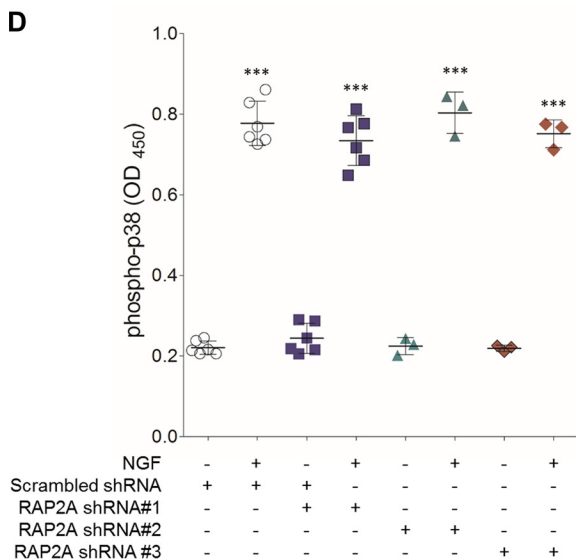 D
phospho-p38 (OD 450)
1.0
0.8
0.6
0.4
0.2
0.0
*** *** *** ***
NGF - + - + - + - +
Scrambled shRNA + + + - - - - -
RAP2A shRNA#1 - - + + - - - -
RAP2A shRNA#2 - - - - + + - -
RAP2A shRNA #3 - - - - - - + +